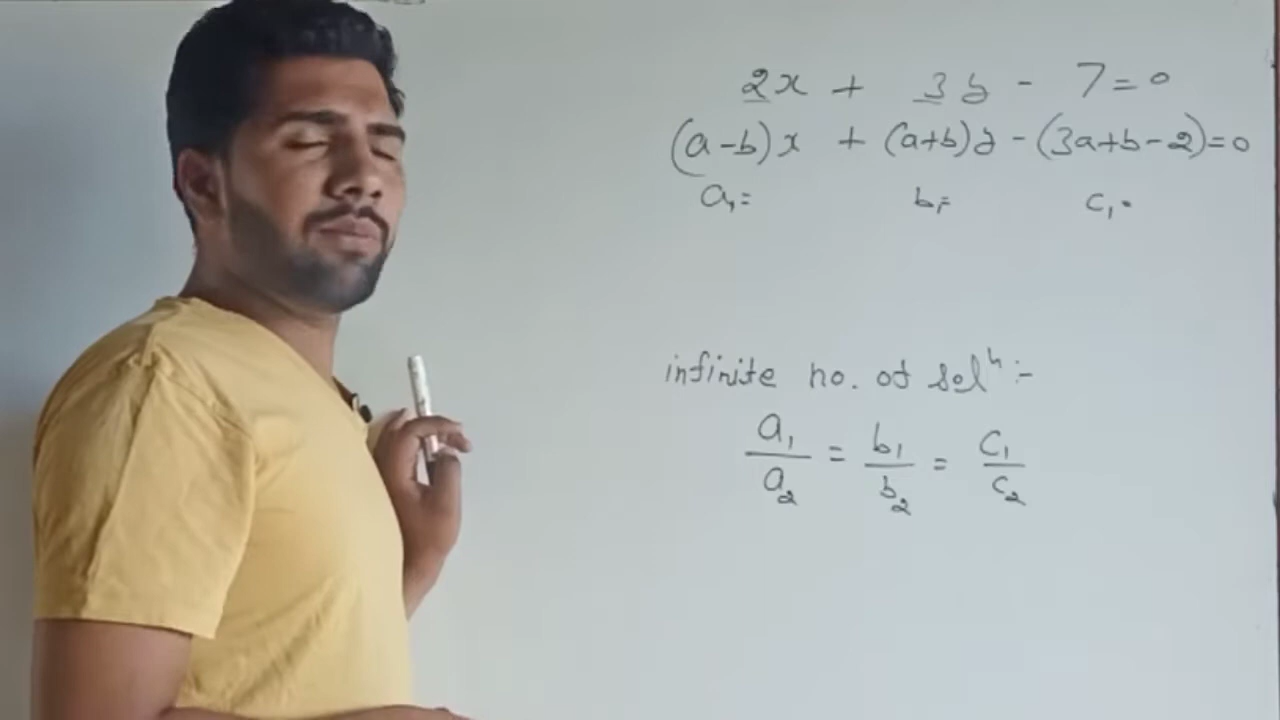 2x + 3y - 7 = 0
(a-b)x + (a+b)y - (3a+b-2) = 0
a₁= b₁= c₁=
infinite no. of solⁿ :-
a₁/a₂ = b₁/b₂ = c₁/c₂